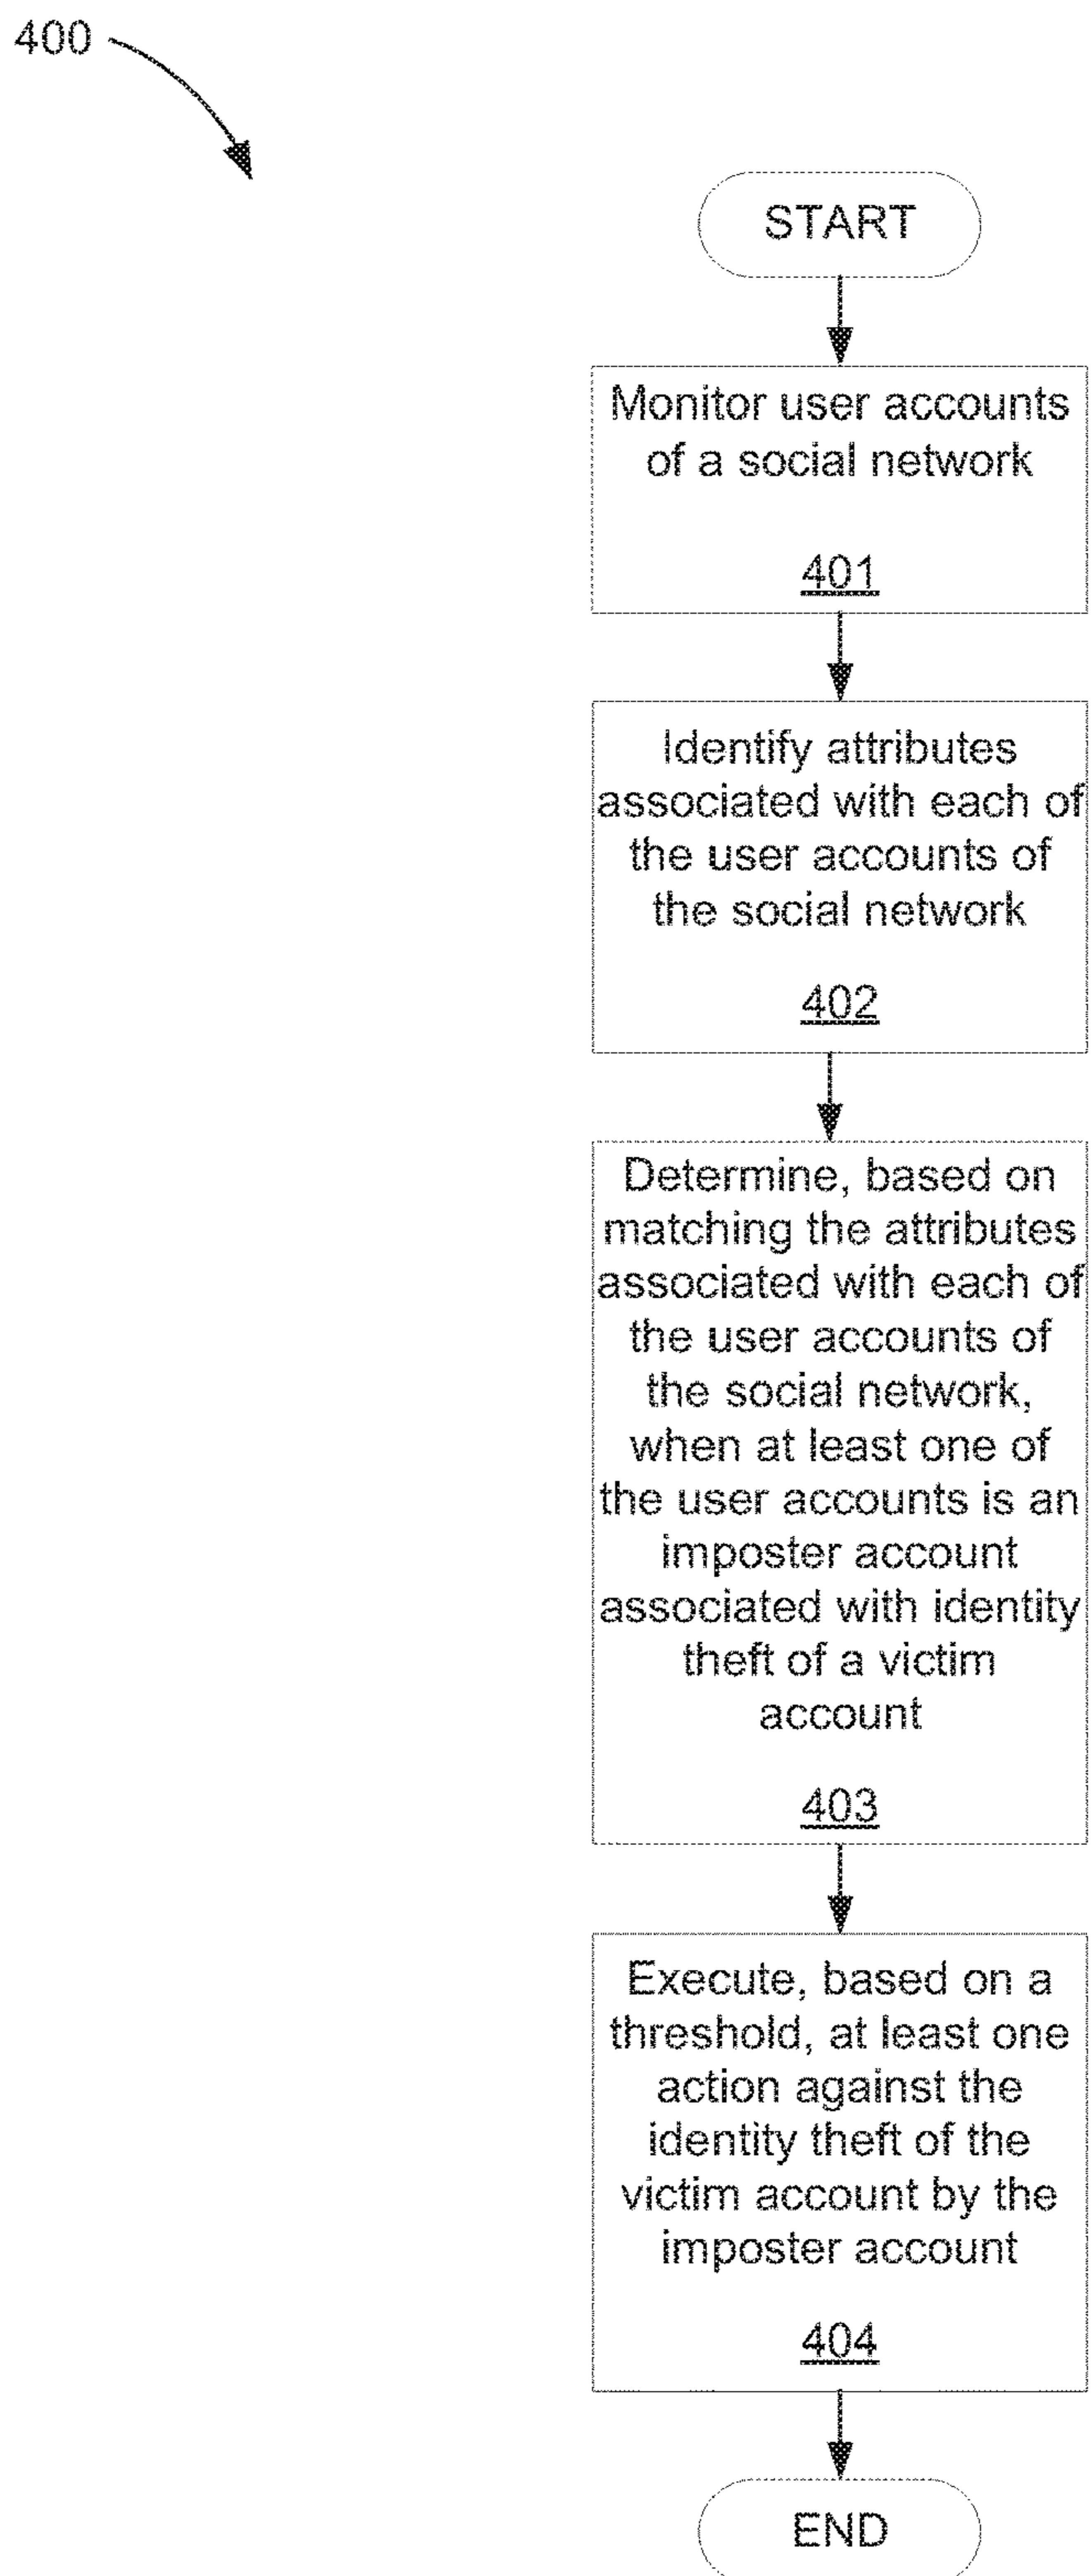 400
START
Monitor user accounts
of a social network
401
Identify attributes
associated with each of
the user accounts of
the social network
402
Determine, based on
matching the attributes
associated with each of
the user accounts of
the social network,
when at least one of
the user accounts is an
imposter account
associated with identity
theft of a victim
account
403
Execute, based on a
threshold, at least one
action against the
identity theft of the
victim account by the
imposter account
404
END